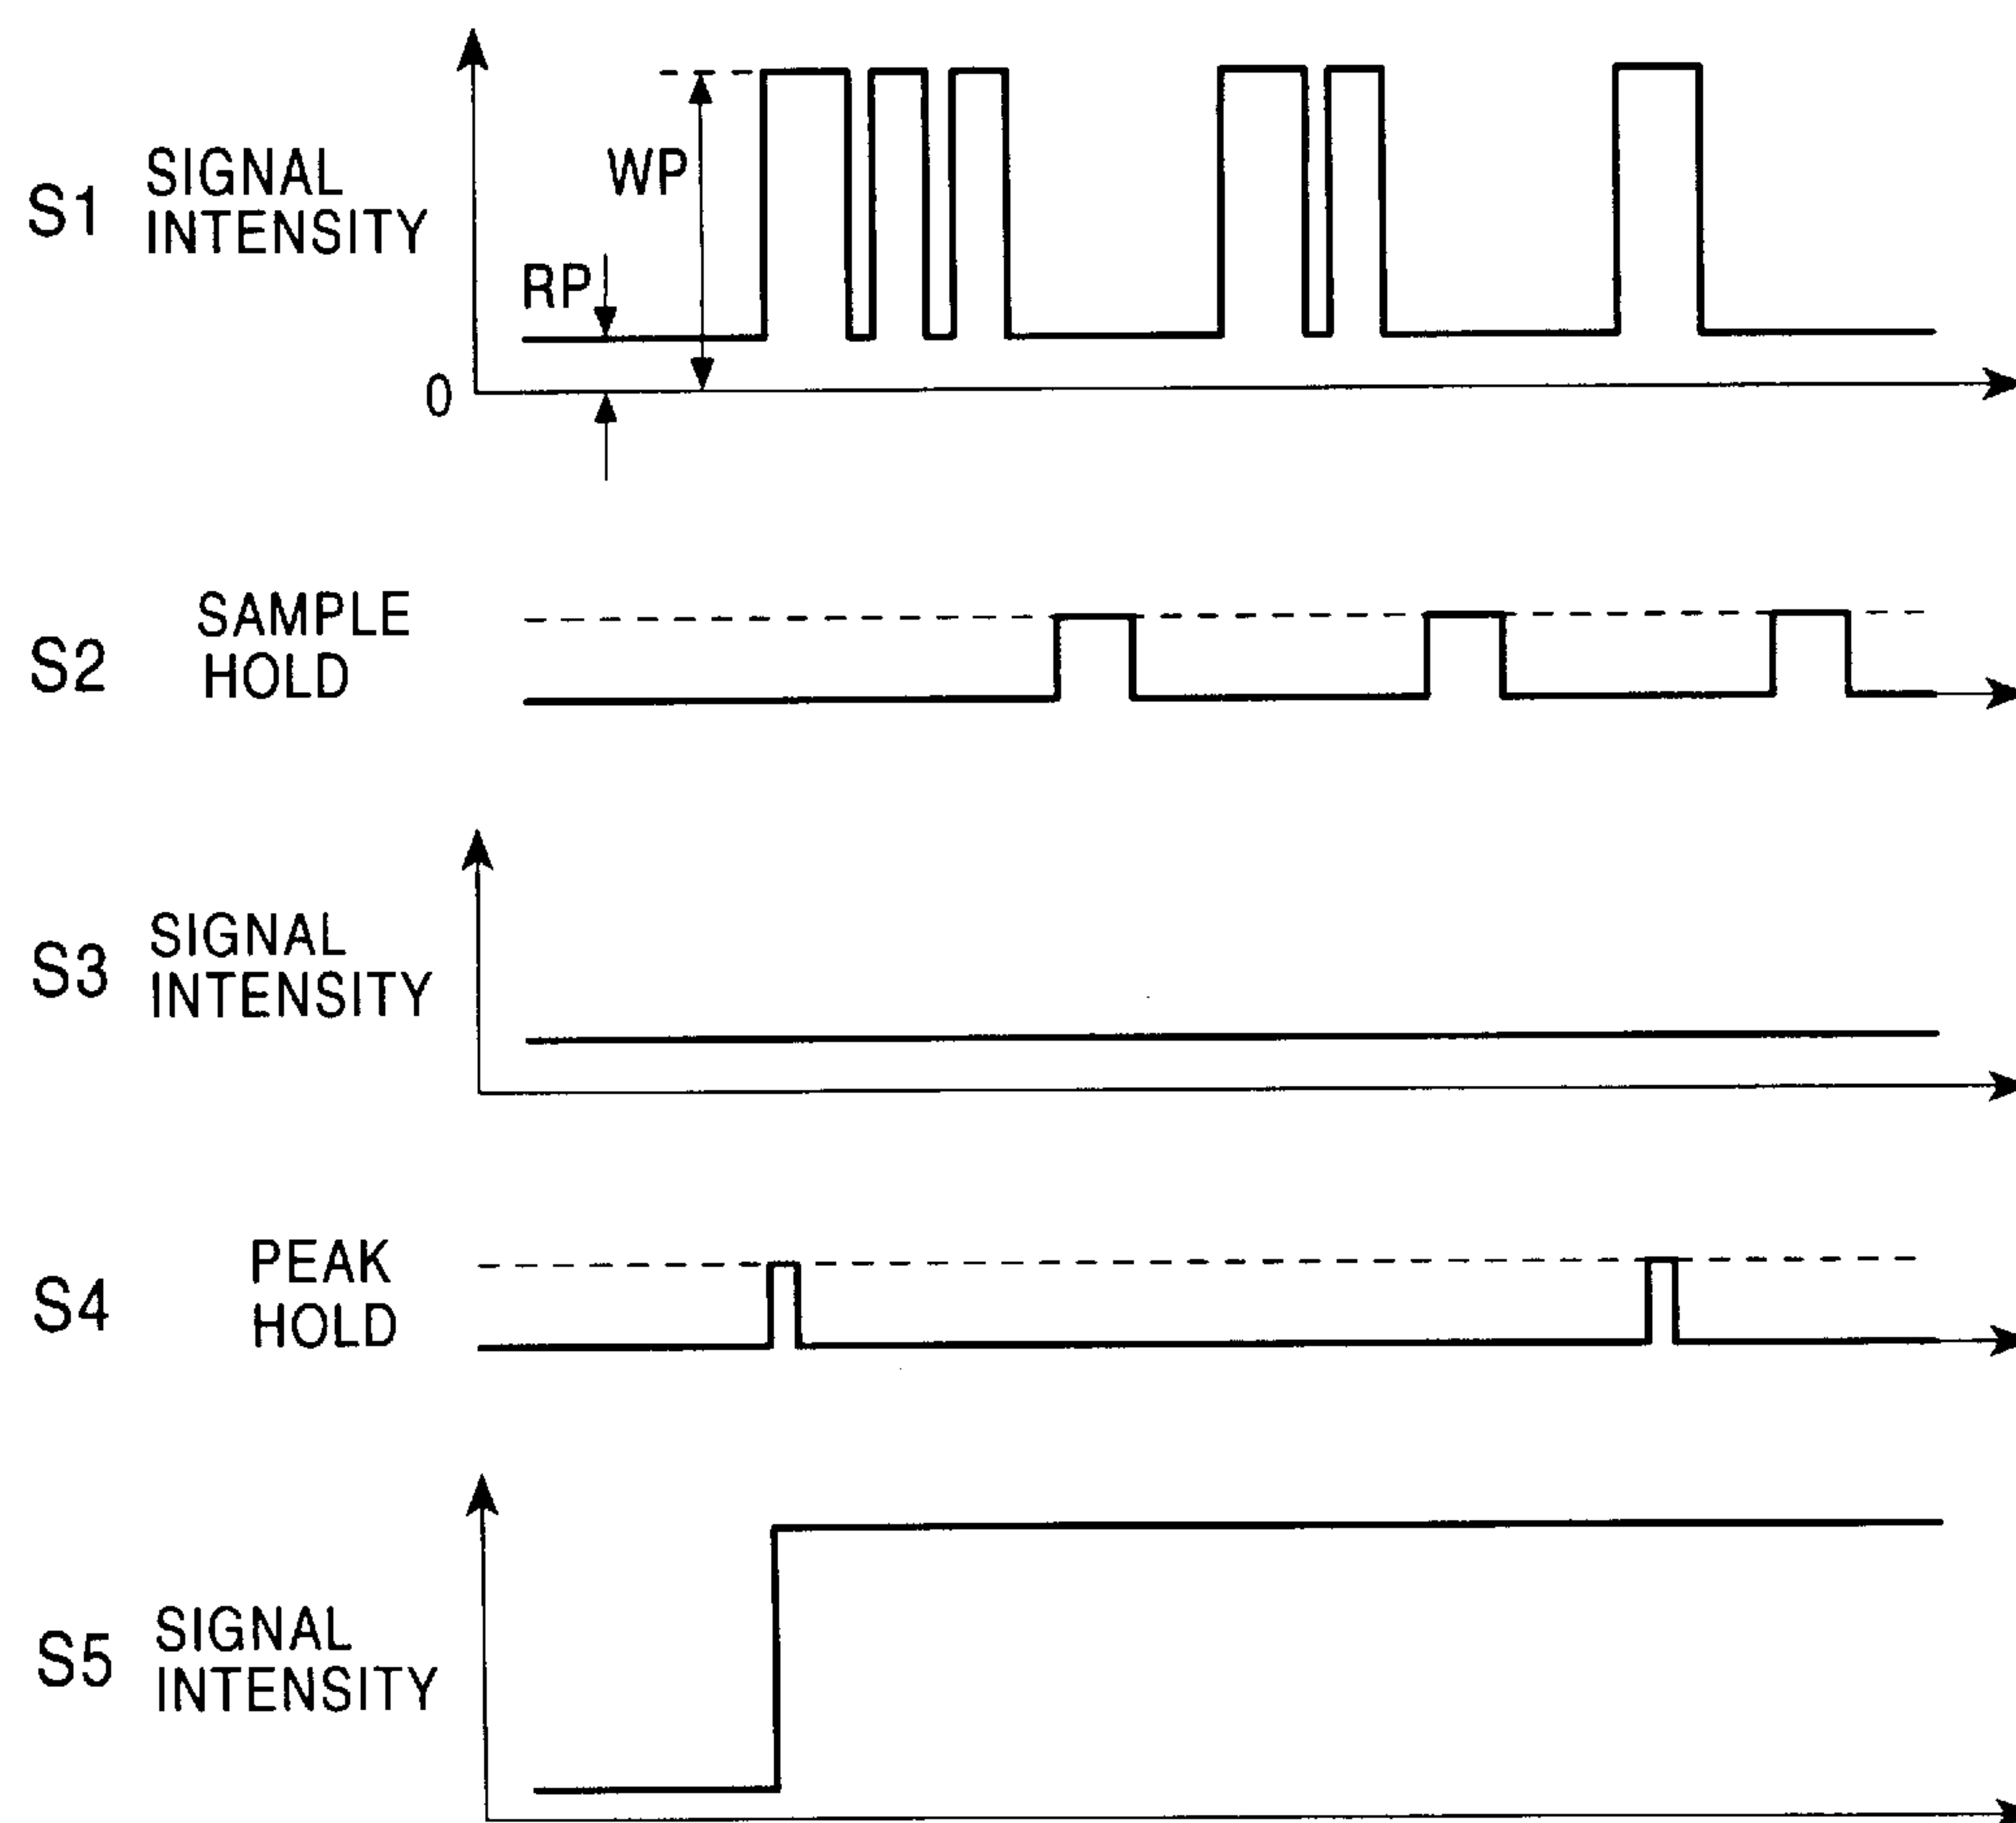 S1
SIGNAL
INTENSITY
WP
RP
0
S2
SAMPLE
HOLD
S3
SIGNAL
INTENSITY
S4
PEAK
HOLD
S5
SIGNAL
INTENSITY